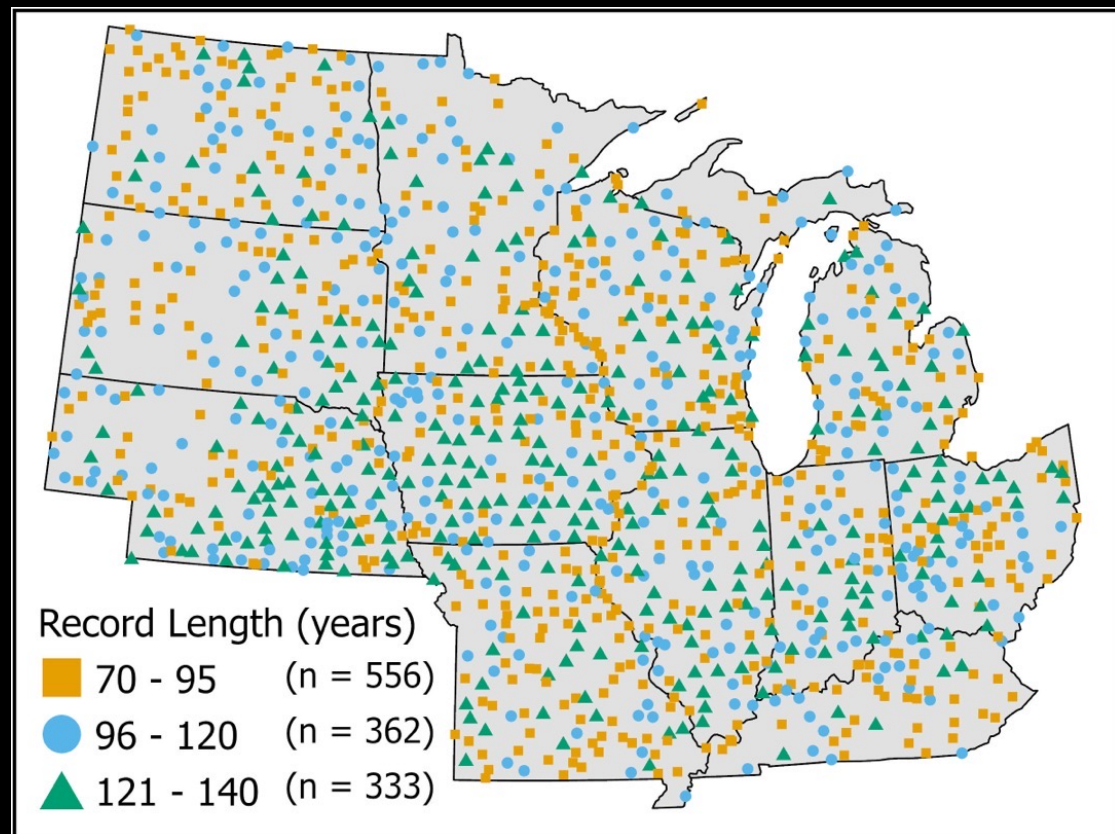 Record Length (years)
70 - 95 (n = 556)
96 - 120 (n = 362)
121 - 140 (n = 333)